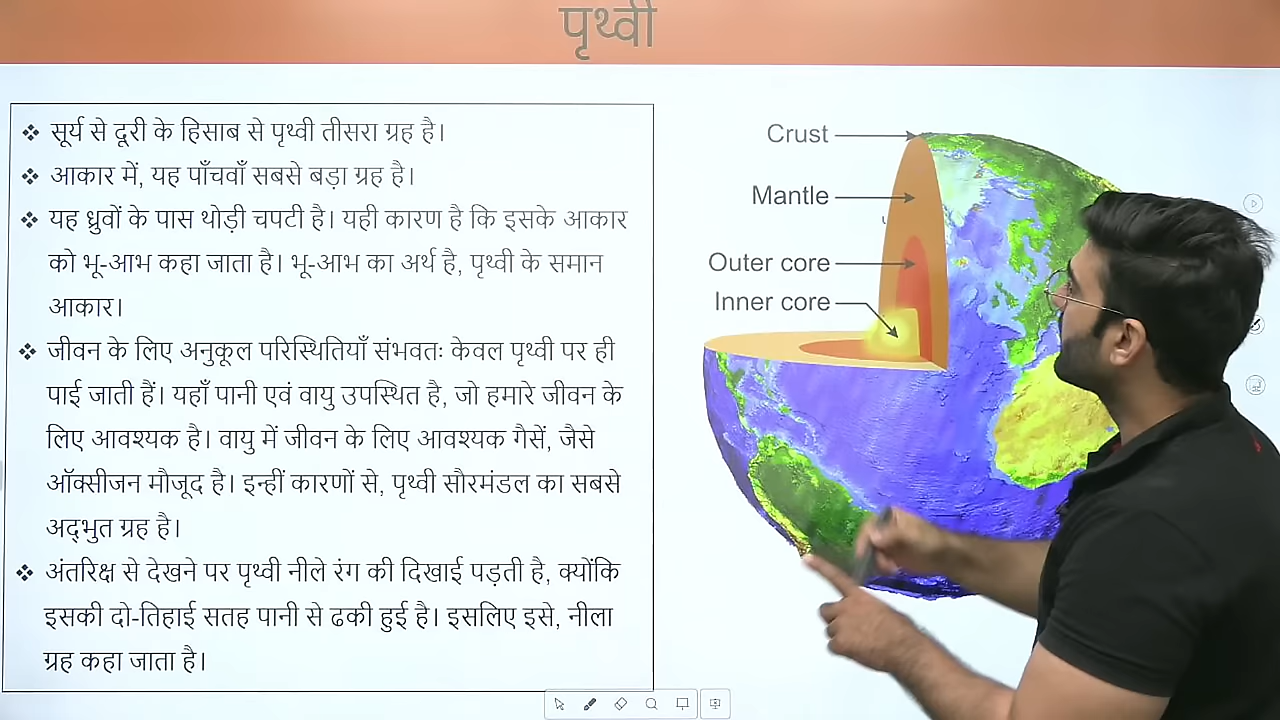 पृथ्वी
❖ सूर्य से दूरी के हिसाब से पृथ्वी तीसरा ग्रह है।
❖ आकार में, यह पाँचवाँ सबसे बड़ा ग्रह है।
❖ यह ध्रुवों के पास थोड़ी चपटी है। यही कारण है कि इसके आकार
को भू-आभ कहा जाता है। भू-आभ का अर्थ है, पृथ्वी के समान
आकार।
❖ जीवन के लिए अनुकूल परिस्थितियाँ संभवतः केवल पृथ्वी पर ही
पाई जाती हैं। यहाँ पानी एवं वायु उपस्थित है, जो हमारे जीवन के
लिए आवश्यक है। वायु में जीवन के लिए आवश्यक गैसें, जैसे
ऑक्सीजन मौजूद है। इन्हीं कारणों से, पृथ्वी सौरमंडल का सबसे
अद्भुत ग्रह है।
❖ अंतरिक्ष से देखने पर पृथ्वी नीले रंग की दिखाई पड़ती है, क्योंकि
इसकी दो-तिहाई सतह पानी से ढकी हुई है। इसलिए इसे, नीला
ग्रह कहा जाता है।
Crust
Mantle
Outer core
Inner core